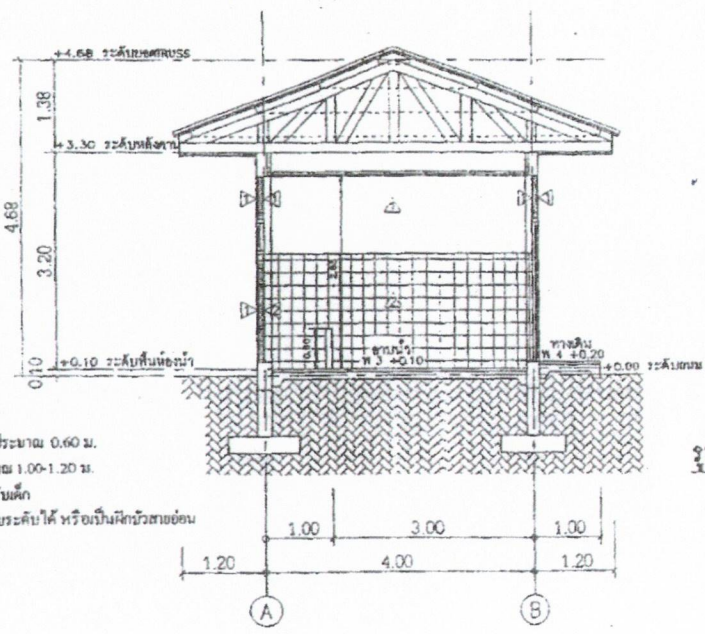 +4.68 ระดับยอดTRUSS
1.38
+3.30 ระดับหลังคาน
4.68
3.20
1
1
2
2.85
0.10
+0.10 ระดับพื้นห้องน้ำ
อาบน้ำ
พ 3 +0.10
ทางเดิน
พ 4 +0.20
+0.00 ระดับถนน
ประมาณ 0.60 ม.
1.00-1.20 ม.
ระดับได้ หรือเป็นฝักบัวสายอ่อน
1.00
3.00
1.00
1.20
4.00
1.20
A
B